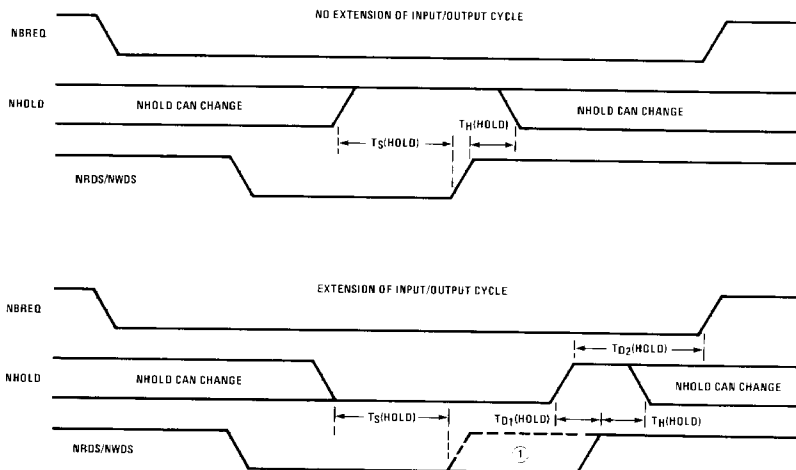 NO EXTENSION OF INPUT/OUTPUT CYCLE
NBREQ
NHOLD
NHOLD CAN CHANGE
NHOLD CAN CHANGE
TH(HOLD)
TS(HOLD)
NRDS/NWDS
EXTENSION OF INPUT/OUTPUT CYCLE
NBREQ
TD2(HOLD)
NHOLD
NHOLD CAN CHANGE
NHOLD CAN CHANGE
TS(HOLD)
TD1(HOLD)
TH(HOLD)
NRDS/NWDS
1